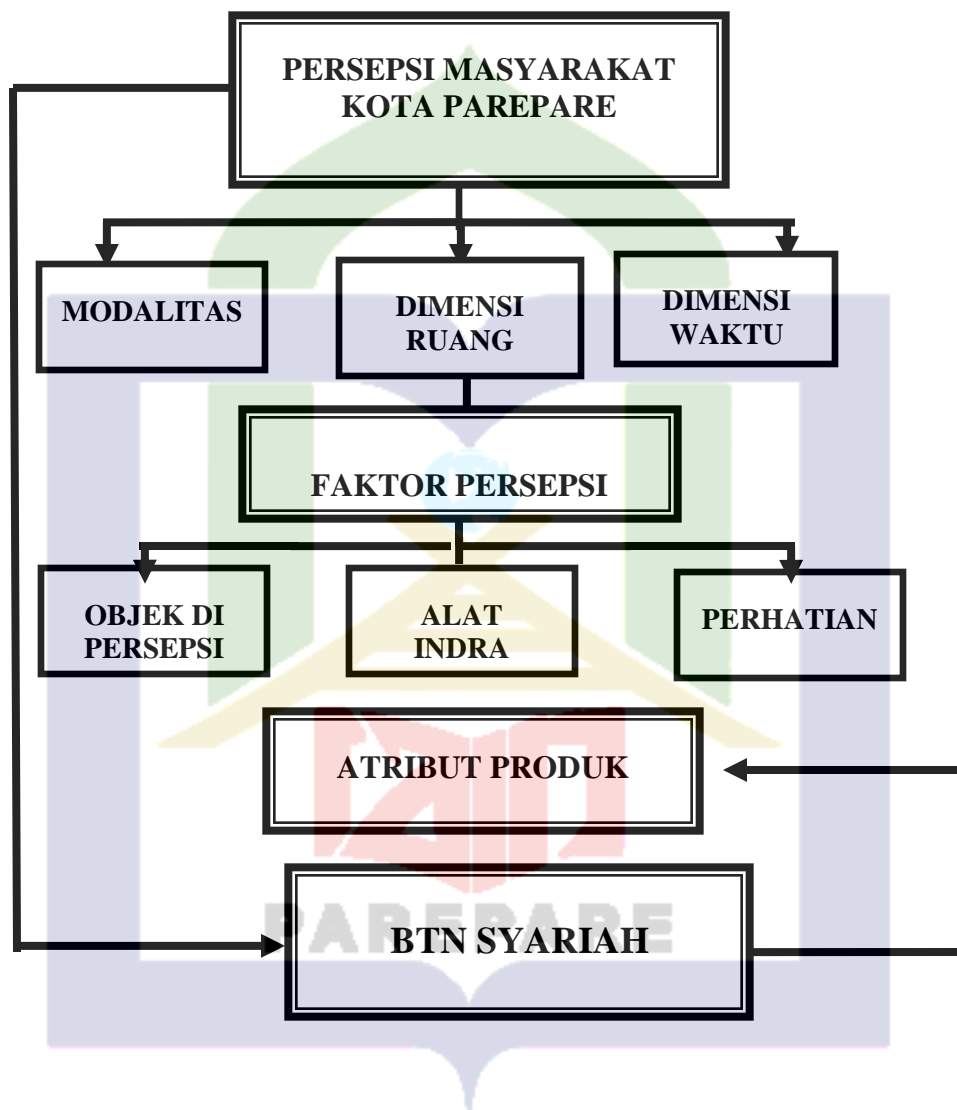 PERSEPSI MASYARAKAT
KOTA PAREPARE
MODALITAS
DIMENSI
RUANG
DIMENSI
WAKTU
FAKTOR PERSEPSI
OBJEK DI
PERSEPSI
ALAT
INDRA
PERHATIAN
ATRIBUT PRODUK
PAREPARE
BTN SYARIAH